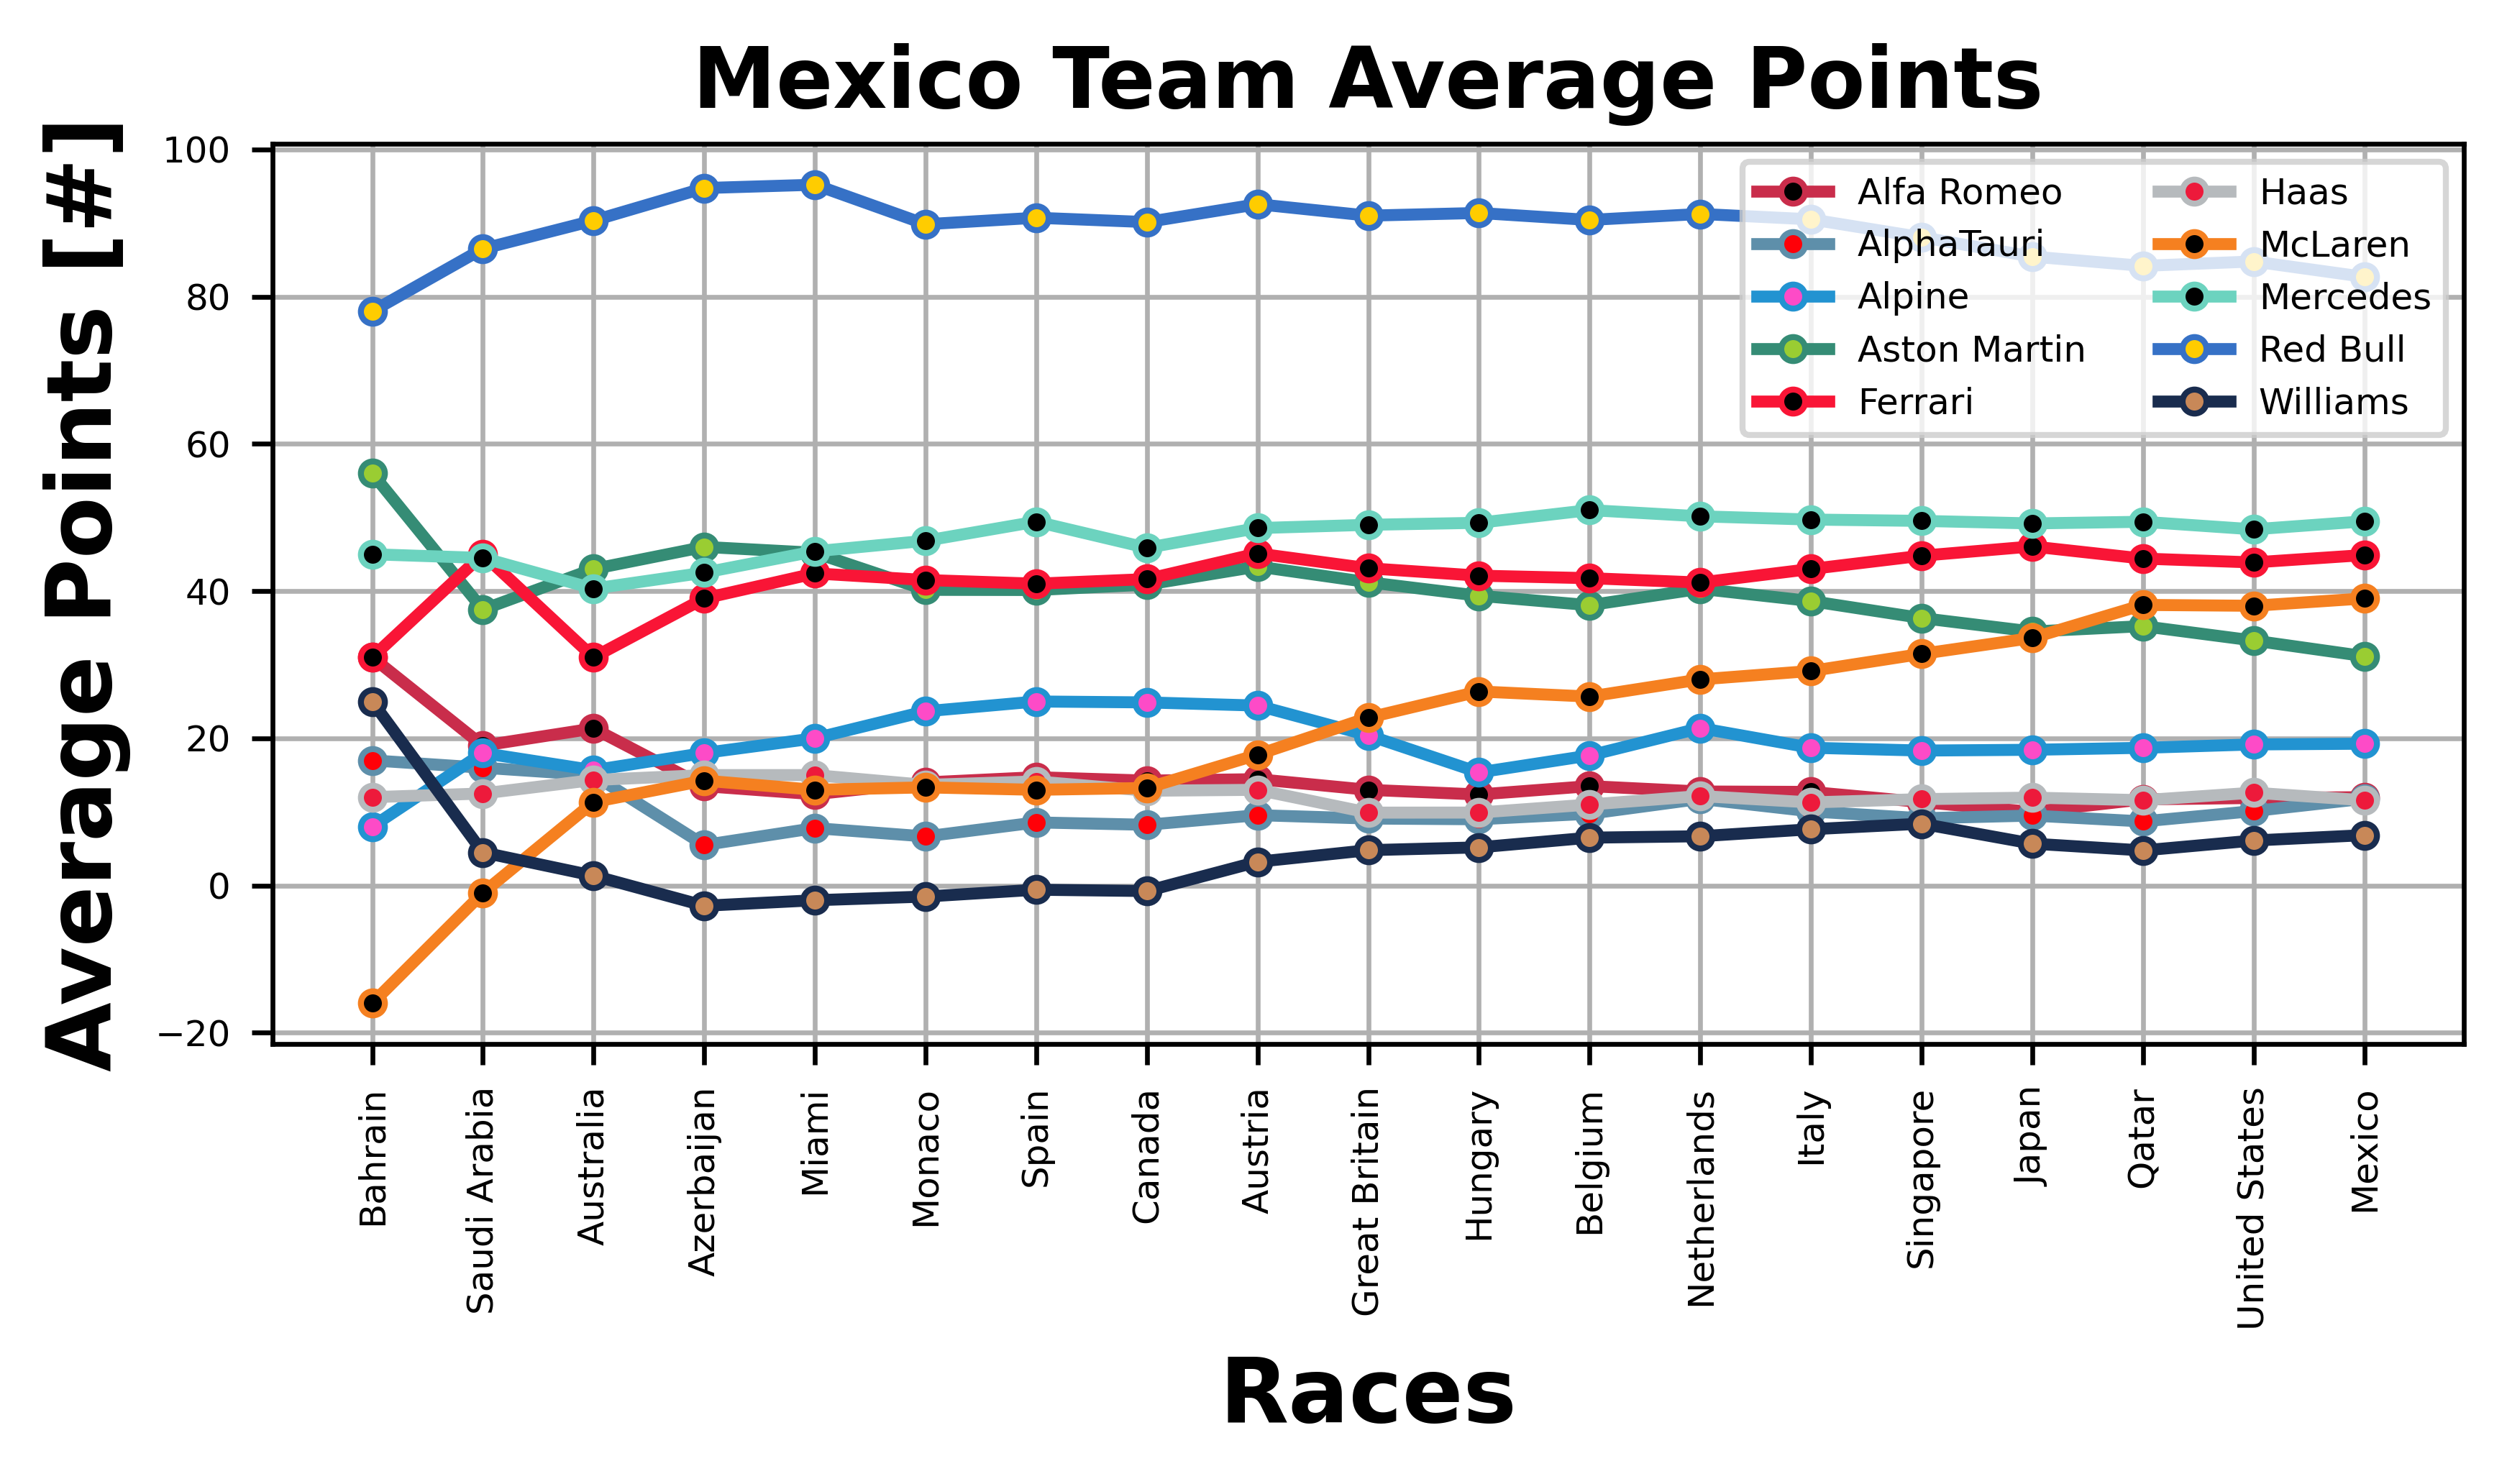 Mexico Team Average Points
Average Points [#]
100
80
60
40
20
0
−20
Alfa Romeo
AlphaTauri
Alpine
Aston Martin
Ferrari
Haas
McLaren
Mercedes
Red Bull
Williams
Bahrain
Saudi Arabia
Australia
Azerbaijan
Miami
Monaco
Spain
Canada
Austria
Great Britain
Hungary
Belgium
Netherlands
Italy
Singapore
Japan
Qatar
United States
Mexico
Races